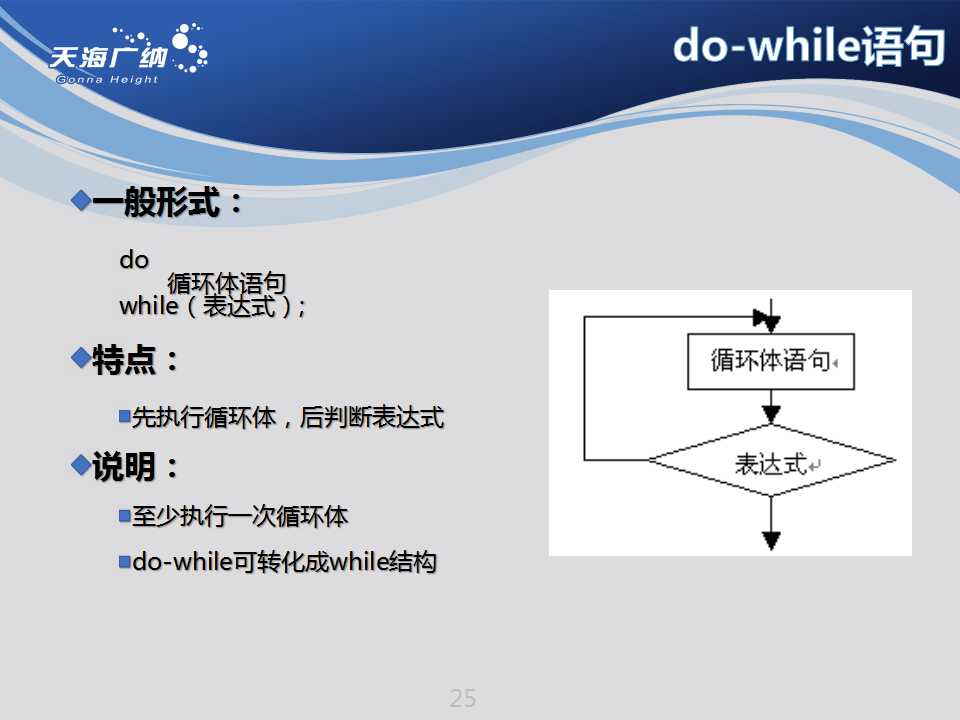 天海广纳
Gonna Height
do-while语句
一般形式：
do
循环体语句
while（表达式）;
特点：
先执行循环体，后判断表达式
说明：
至少执行一次循环体
do-while可转化成while结构
循环体语句
表达式
25